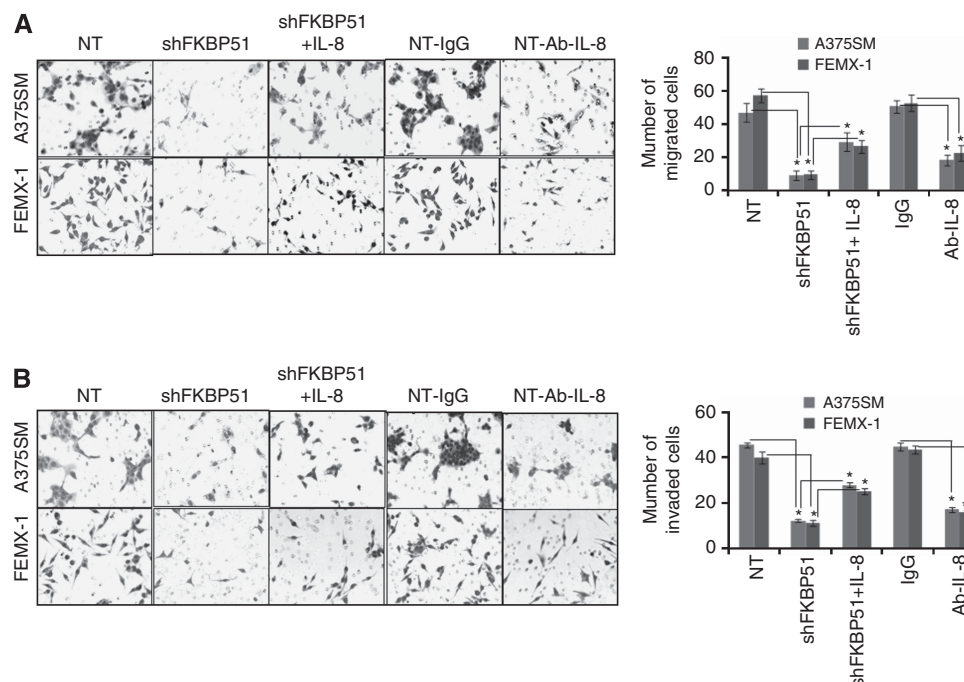 A
NT
shFKBP51
shFKBP51
+IL-8
NT-IgG
NT-Ab-IL-8
A375SM
FEMX-1
A375SM
FEMX-1
Mumber of
migrated cells
80
60
40
20
0
* * * * * *
NT
shFKBP51
shFKBP51+ IL-8
IgG
Ab-IL-8
B
NT
shFKBP51
shFKBP51
+IL-8
NT-IgG
NT-Ab-IL-8
A375SM
FEMX-1
A375SM
FEMX-1
Mumber of
invaded cells
60
40
20
0
* * * * *
NT
shFKBP51
shFKBP51+IL-8
IgG
Ab-IL-8